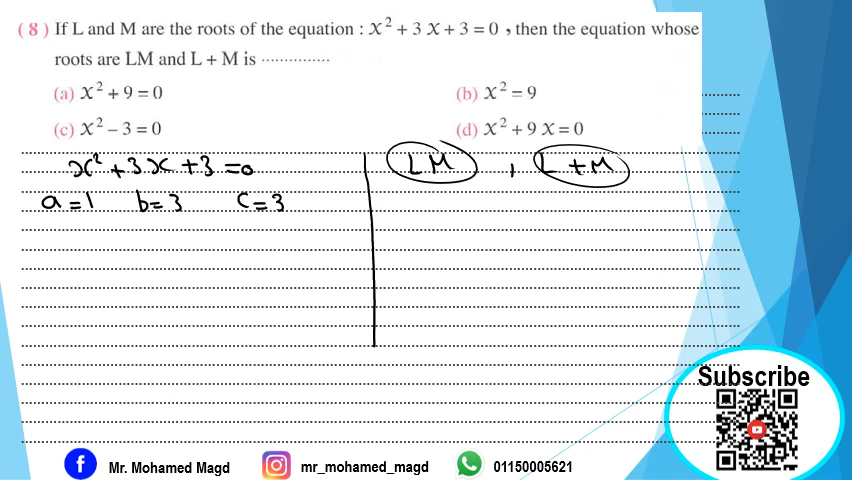 ( 8 ) If L and M are the roots of the equation : x² + 3 x + 3 = 0 , then the equation whose
roots are LM and L + M is ...............
(a) x² + 9 = 0
(b) x² = 9
(c) x² – 3 = 0
(d) x² + 9 x = 0
x² + 3x + 3 = 0
LM , L + M
a = 1 b = 3 c = 3
Subscribe
Mr. Mohamed Magd
mr_mohamed_magd
01150005621